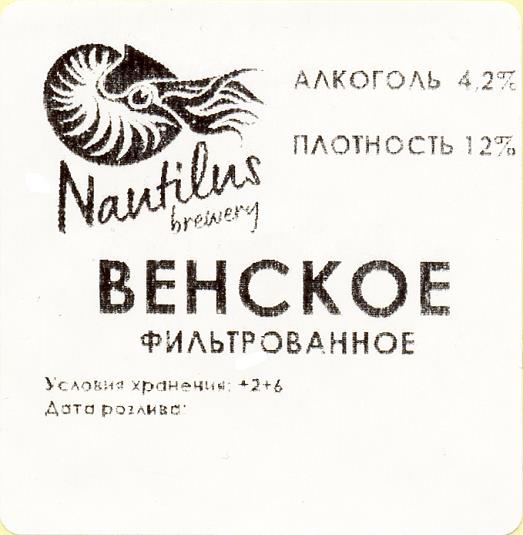 Nautilus
brewery
АЛКОГОЛЬ 4,2%
ПЛОТНОСТЬ 12%
ВЕНСКОЕ
ФИЛЬТРОВАННОЕ
Условия хранения: +2+6
Дата розлива: